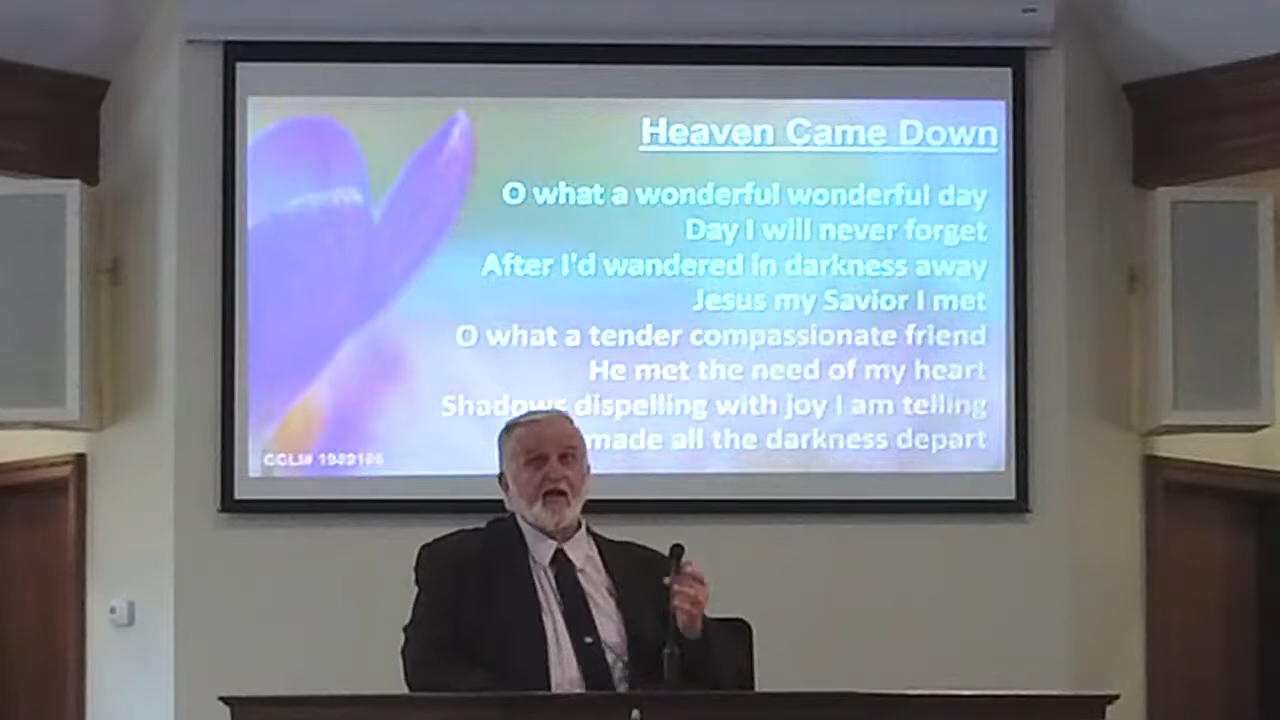 Heaven Came Down
O what a wonderful wonderful day
Day I will never forget
After I'd wandered in darkness away
Jesus my Savior I met
O what a tender compassionate friend
He met the need of my heart
Shadows dispelling with joy I am telling
made all the darkness depart
CCLI#